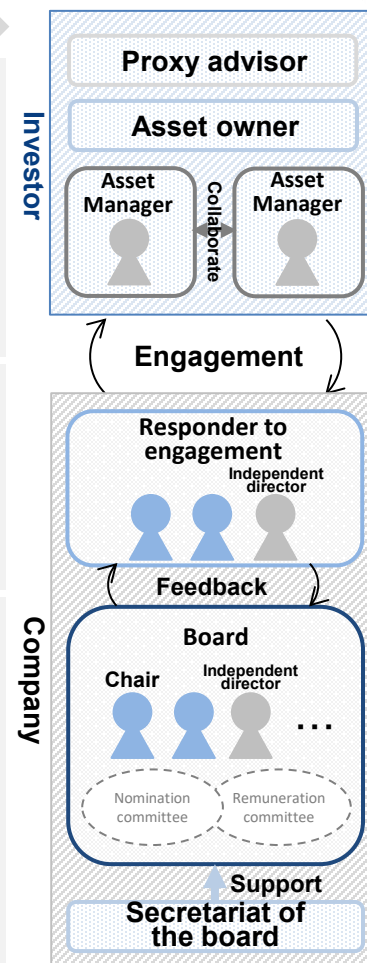 Investor
Proxy advisor
Asset owner
Asset
Manager
Collaborate
Asset
Manager
Engagement
Company
Responder to
engagement
Independent
director
Feedback
Board
Chair
Independent
director
...
Nomination
committee
Remuneration
committee
Support
Secretariat of
the board